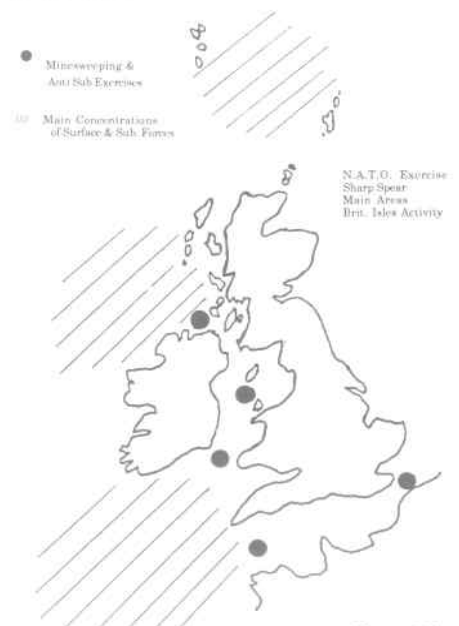 Minesweeping &
Anti Sub Exercises
Main Concentrations
of Surface & Sub Forces
N.A.T.O. Exercise
Sharp Spear
Main Areas
Brit. Isles Activity